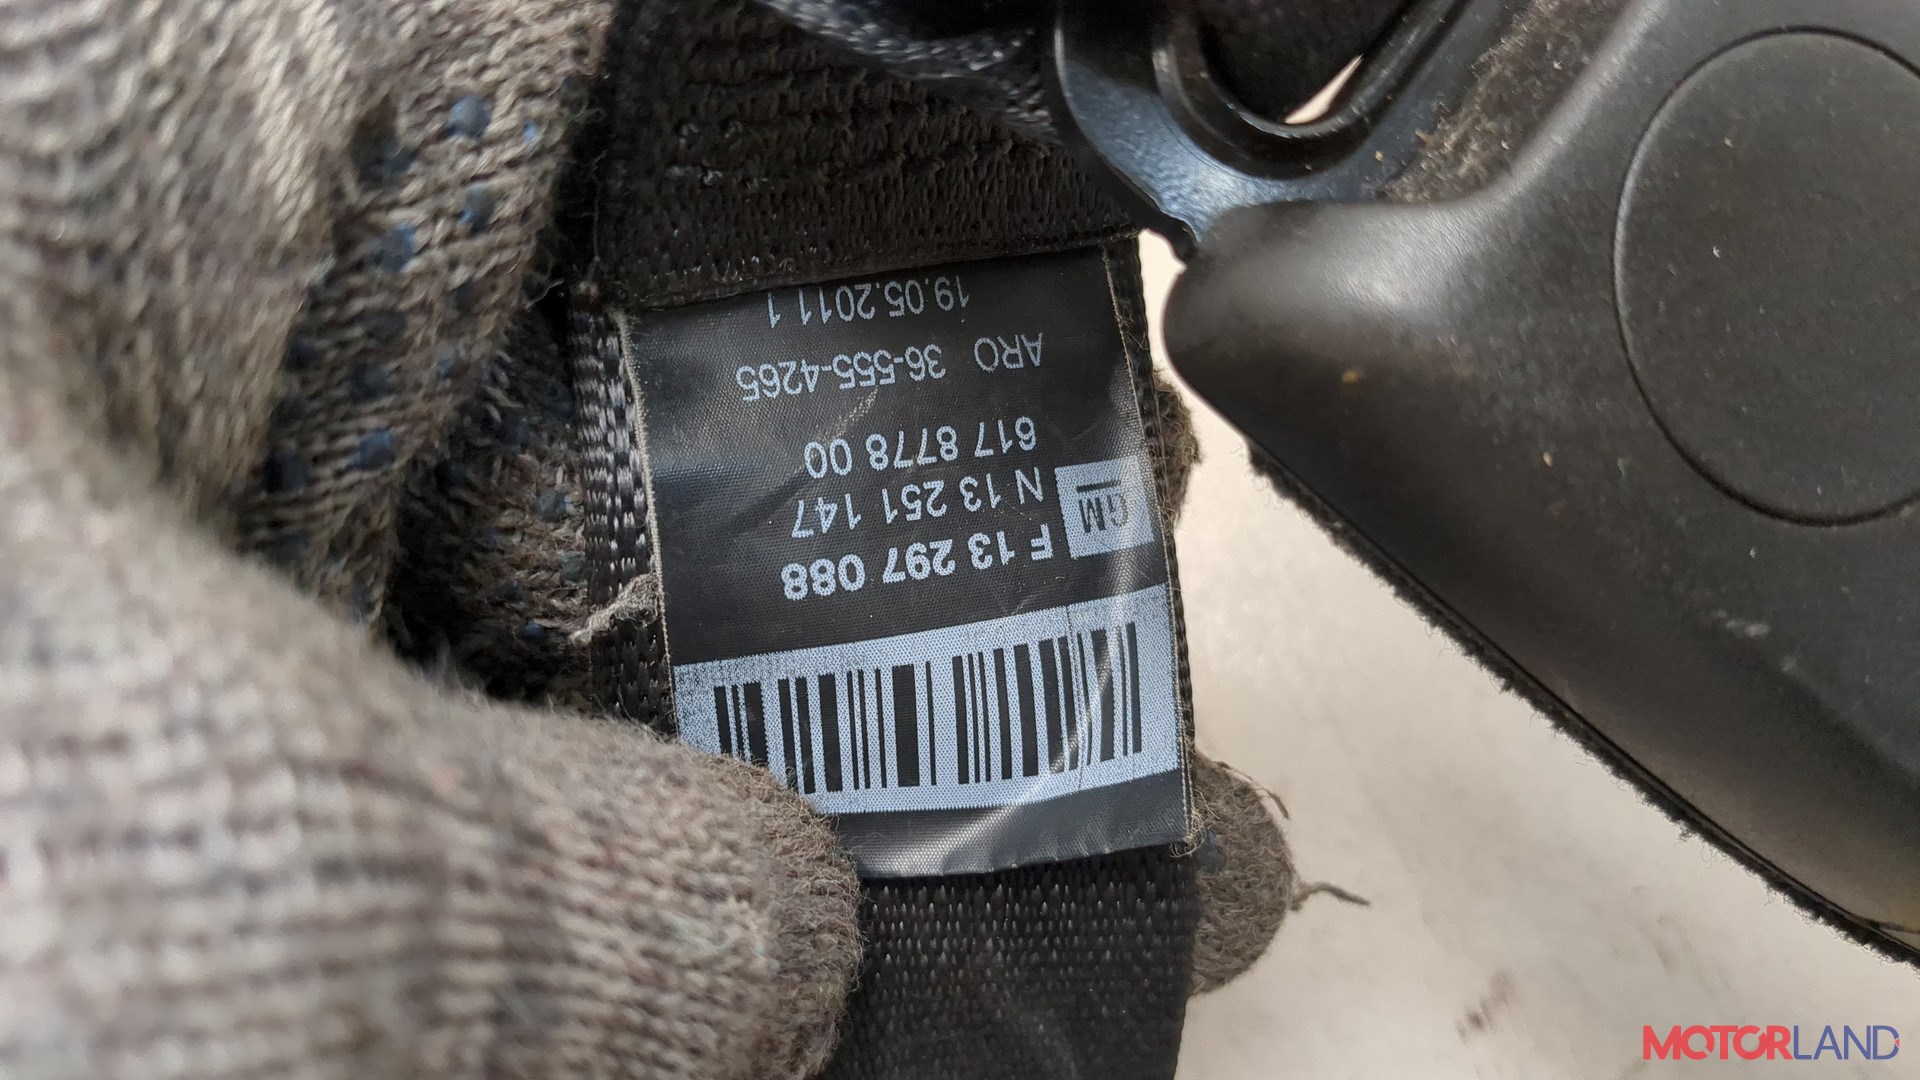 GM
F 13 297 088
N 13 251 147
617 8778 00
ARO 36-555-4265
19.05.2011 1
MOTORLAND